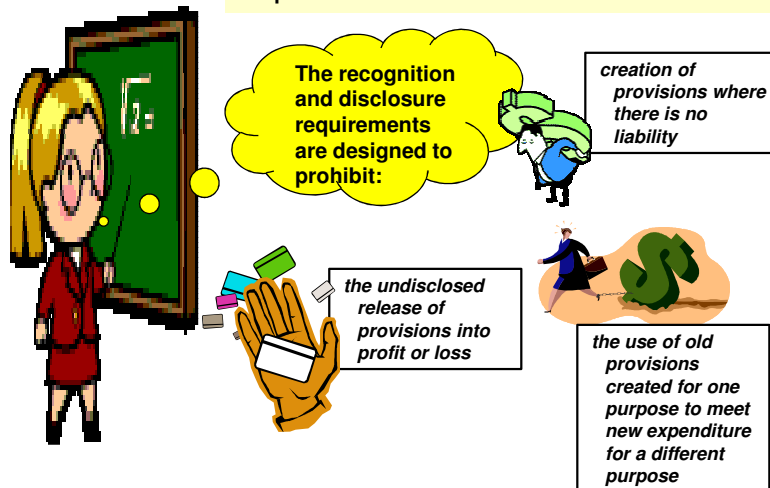 The recognition
and disclosure
requirements
are designed to
prohibit:
creation of
provisions where
there is no
liability
the undisclosed
release of
provisions into
profit or loss
the use of old
provisions
created for one
purpose to meet
new expenditure
for a different
purpose
√2=